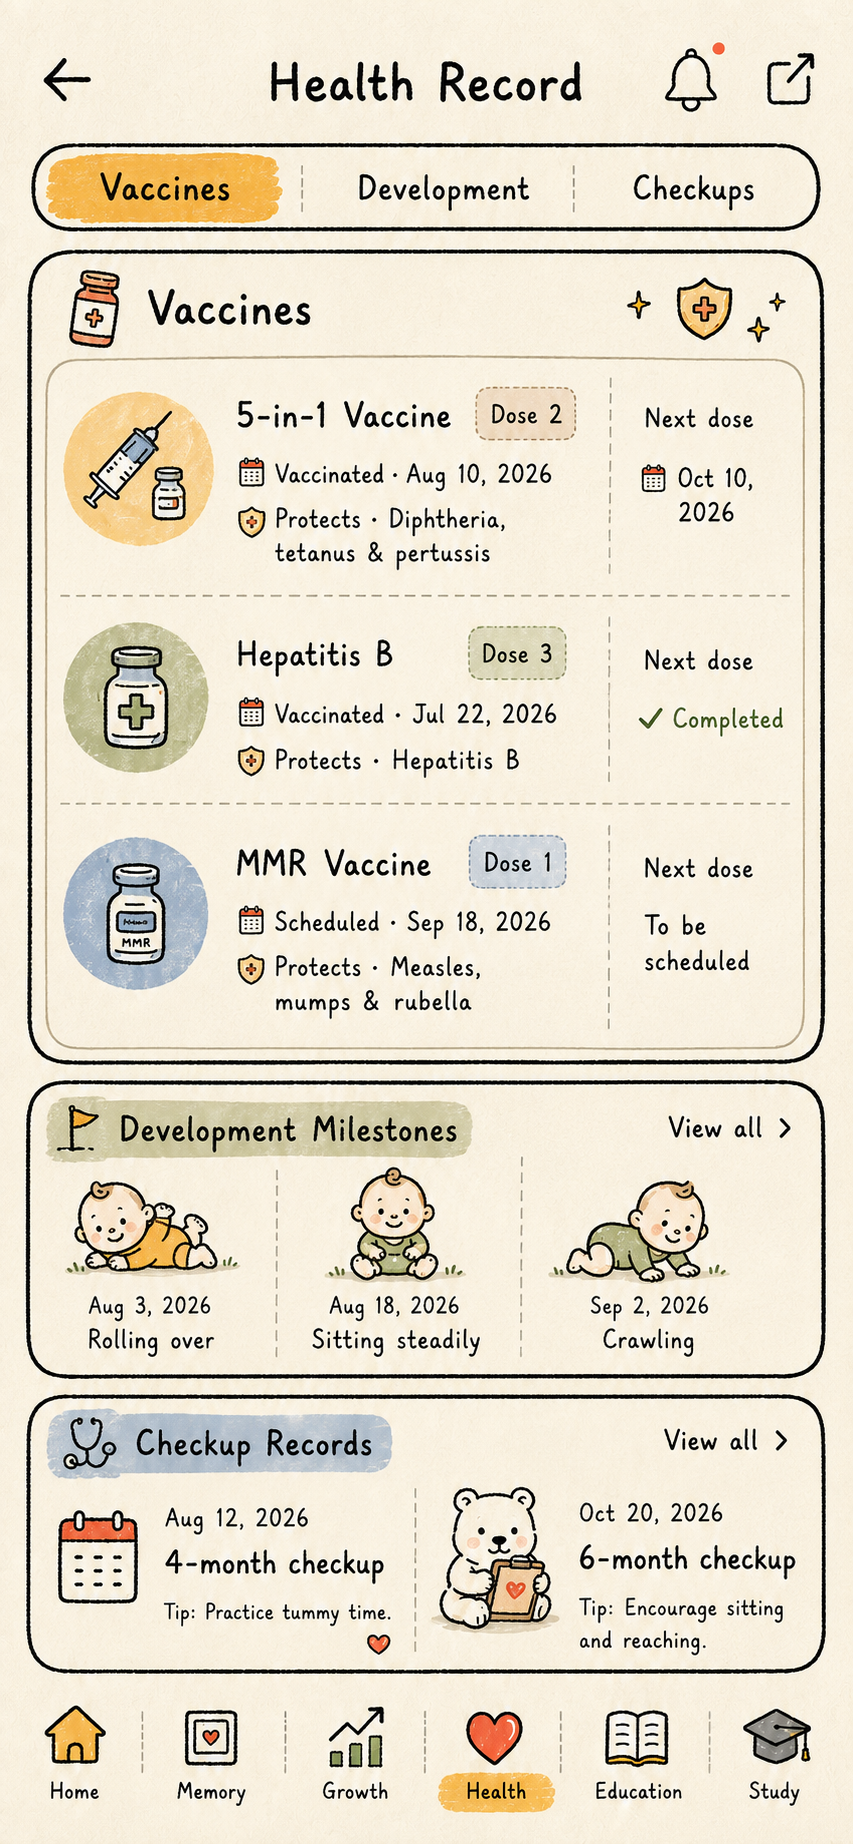 Health Record
Vaccines
Development
Checkups
Vaccines
5-in-1 Vaccine
Dose 2
Vaccinated · Aug 10, 2026
Protects · Diphtheria,
tetanus & pertussis
Next dose
Oct 10,
2026
Hepatitis B
Dose 3
Vaccinated · Jul 22, 2026
Protects · Hepatitis B
Next dose
Completed
MMR
MMR Vaccine
Dose 1
Scheduled · Sep 18, 2026
Protects · Measles,
mumps & rubella
Next dose
To be
scheduled
Development Milestones
View all
Aug 3, 2026
Rolling over
Aug 18, 2026
Sitting steadily
Sep 2, 2026
Crawling
Checkup Records
View all
Aug 12, 2026
4-month checkup
Tip: Practice tummy time.
Oct 20, 2026
6-month checkup
Tip: Encourage sitting
and reaching.
Home
Memory
Growth
Health
Education
Study